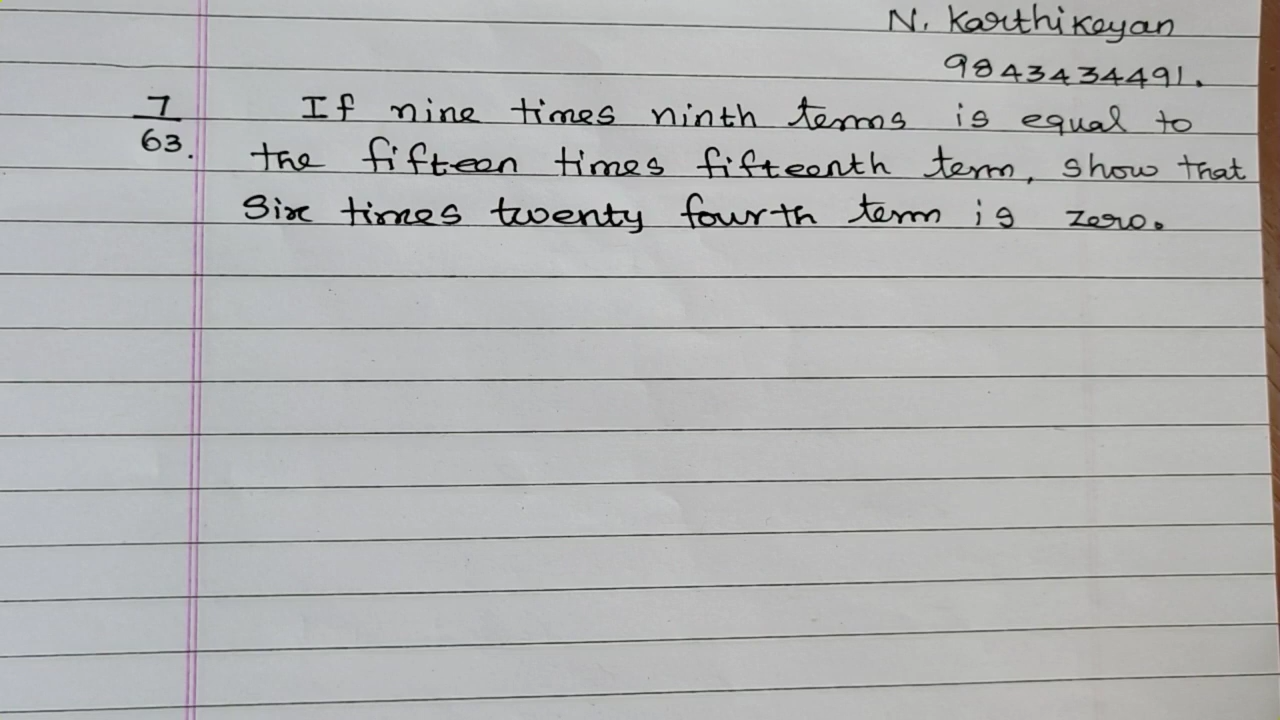 N. Karthikeyan
9843434491.
7
63.
If nine times ninth terms is equal to
the fifteen times fifteenth term, show that
Six times twenty fourth term is zero.